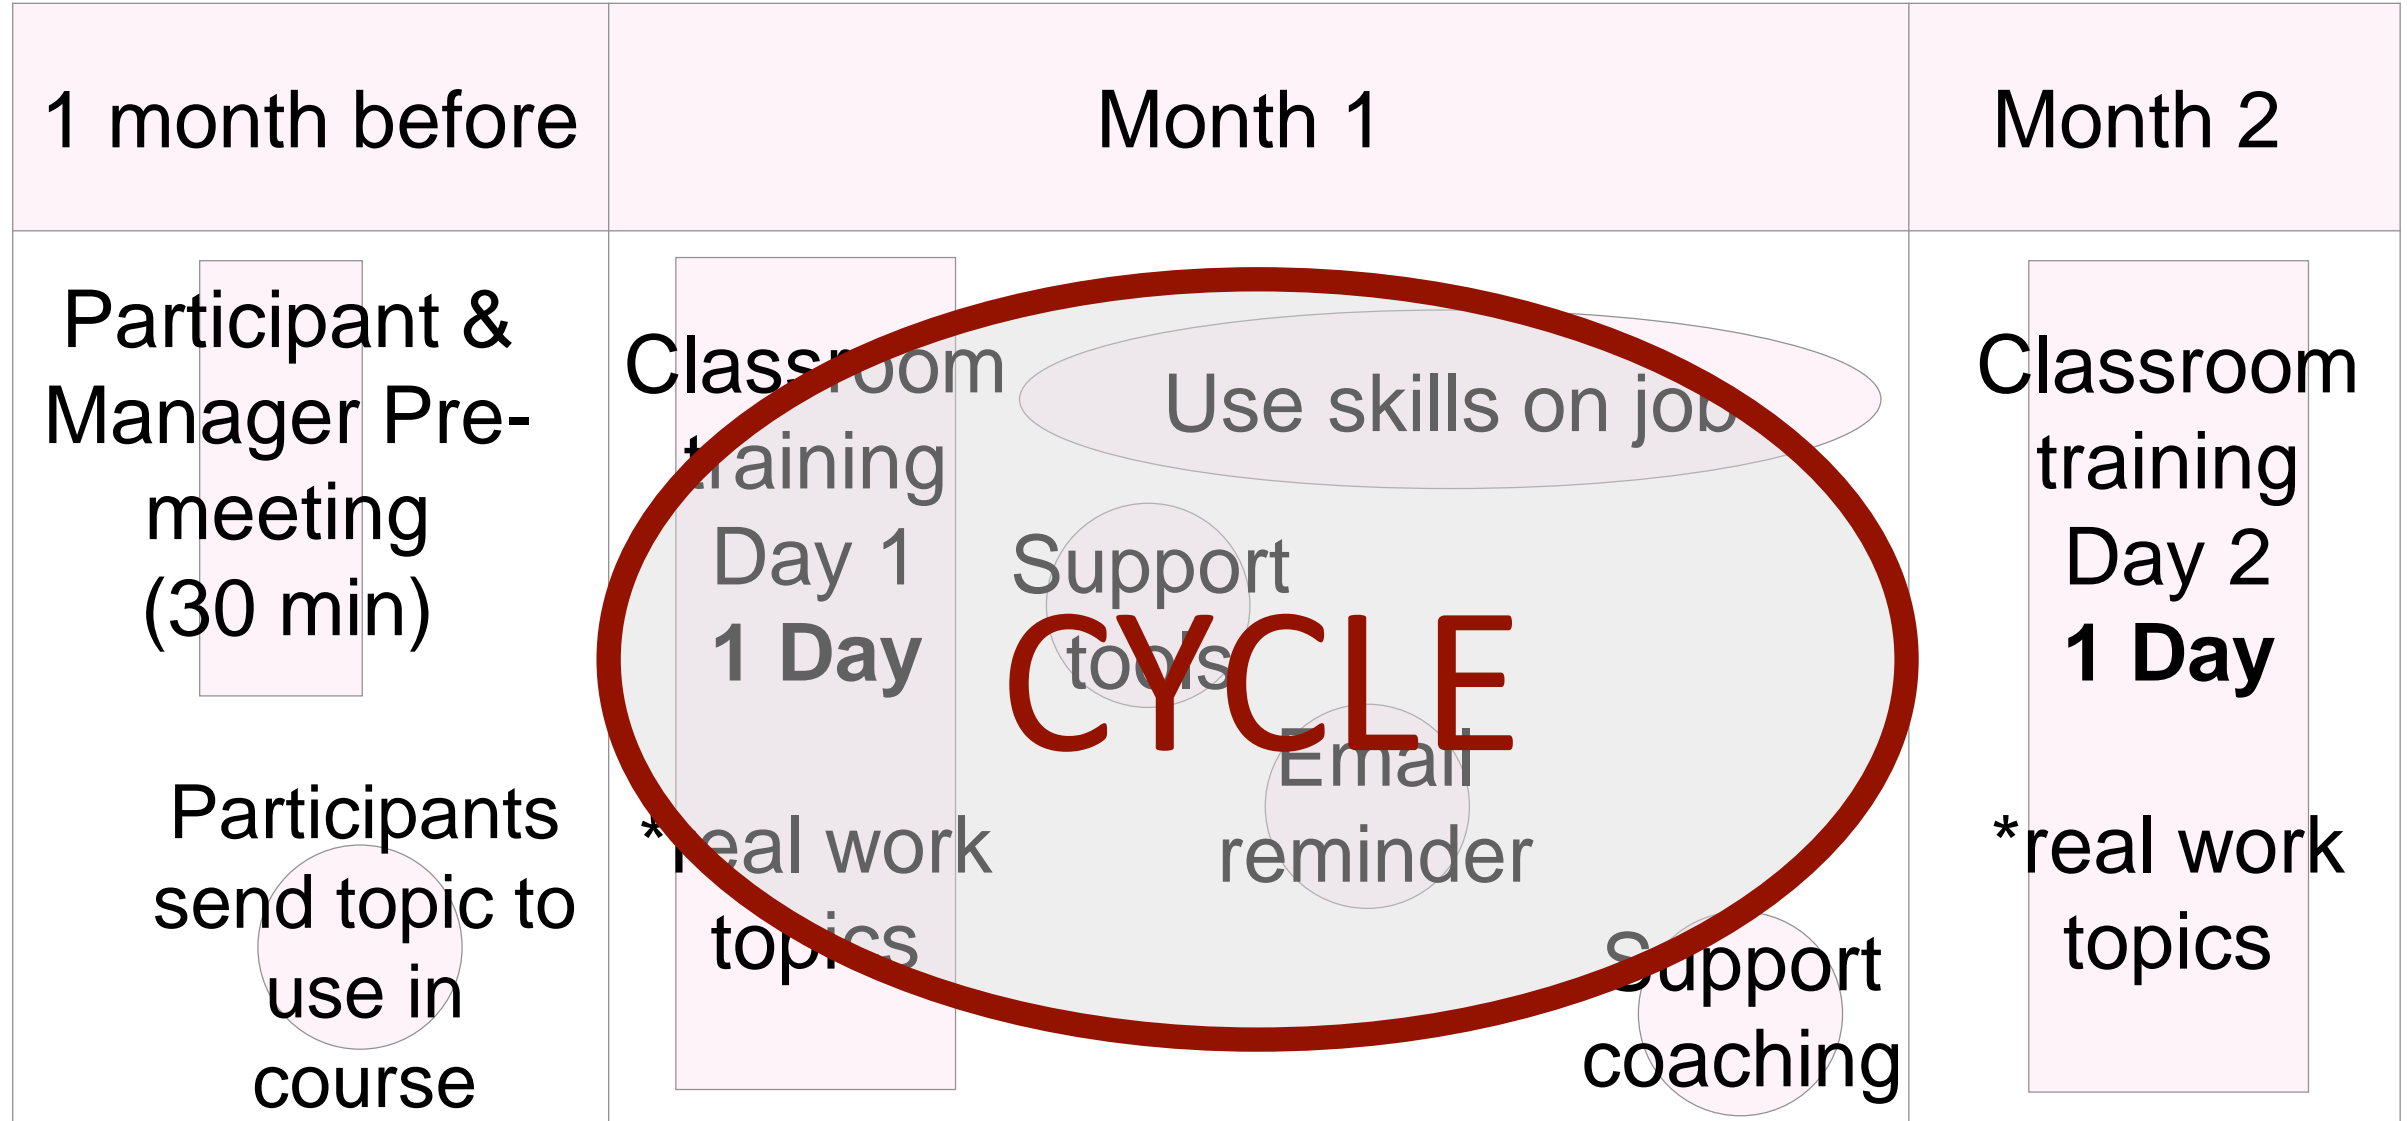 1 month before
Month 1
Month 2
Participant &
Manager Pre-
meeting
(30 min)
Participants
send topic to
use in
course
Classroom
training
Day 1
1 Day
*real work
topics
Use skills on job
Support
tools
CYCLE
Email
reminder
Support
coaching
Classroom
training
Day 2
1 Day
*real work
topics